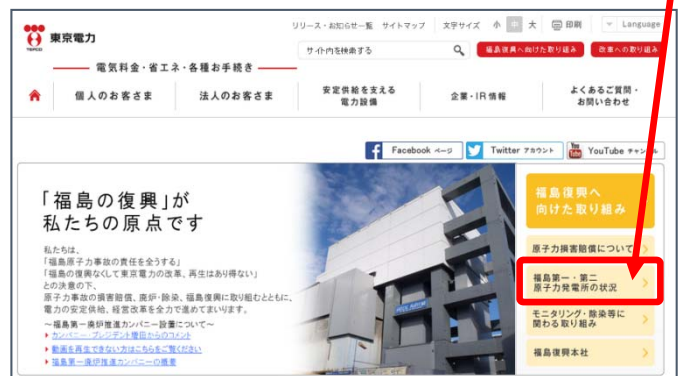 リリース・お知らせ一覧 サイトマップ 文字サイズ 小 中 大 印刷 Language
TEPCO 東京電力
サイト内を検索する 福島復興へ向けた取り組み 改革への取り組み
電気料金・省エネ・各種お手続き
個人のお客さま 法人のお客さま 安定供給を支える 電力設備 企業・IR情報 よくあるご質問・ お問い合わせ
Facebook ページ Twitter アカウント You Tube YouTube チャンネル
「福島の復興」が
私たちの原点です
私たちは、
「福島原子力事故の責任を全うする」
「福島の復興なくして東京電力の改革、再生はあり得ない」
との決意の下、
原子力事故の損害賠償、廃炉・除染、福島復興に取り組むとともに、
電力の安定供給、経営改革を全力で進めてまいります。
～福島第一廃炉推進カンパニー設置について～
カンパニー・プレジデント増田からのコメント
動画を再生できない方はこちらをご覧ください
福島第一廃炉推進カンパニーの概要
福島復興へ
向けた取り組み
原子力損害賠償について
福島第一・第二
原子力発電所の状況
モニタリング・除染等に
関わる取り組み
福島復興本社